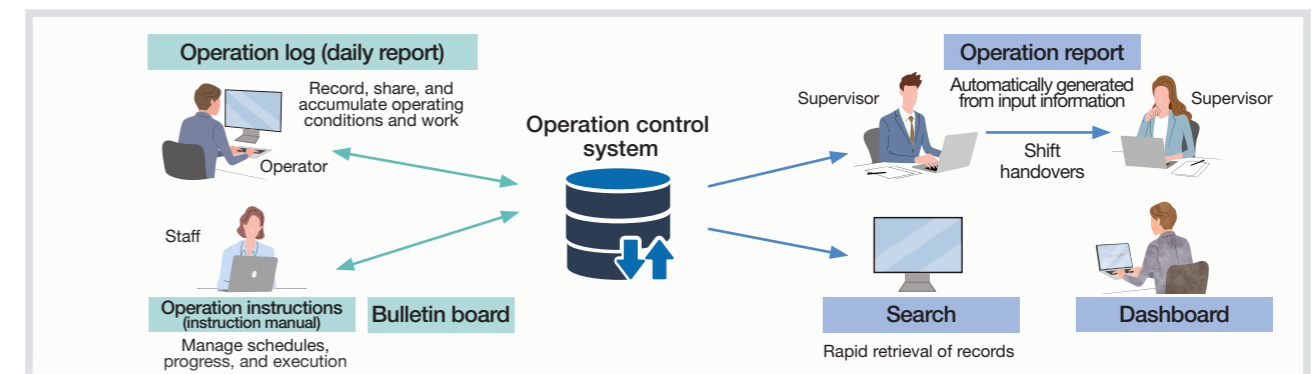 Operation log (daily report)
Record, share, and
accumulate operating
conditions and work
Operator
Staff
Operation instructions
(instruction manual)
Manage schedules,
progress, and execution
Bulletin board
Operation control
system
Operation report
Automatically generated
from input information
Supervisor
Supervisor
Shift
handovers
Search
Rapid retrieval of records
Dashboard